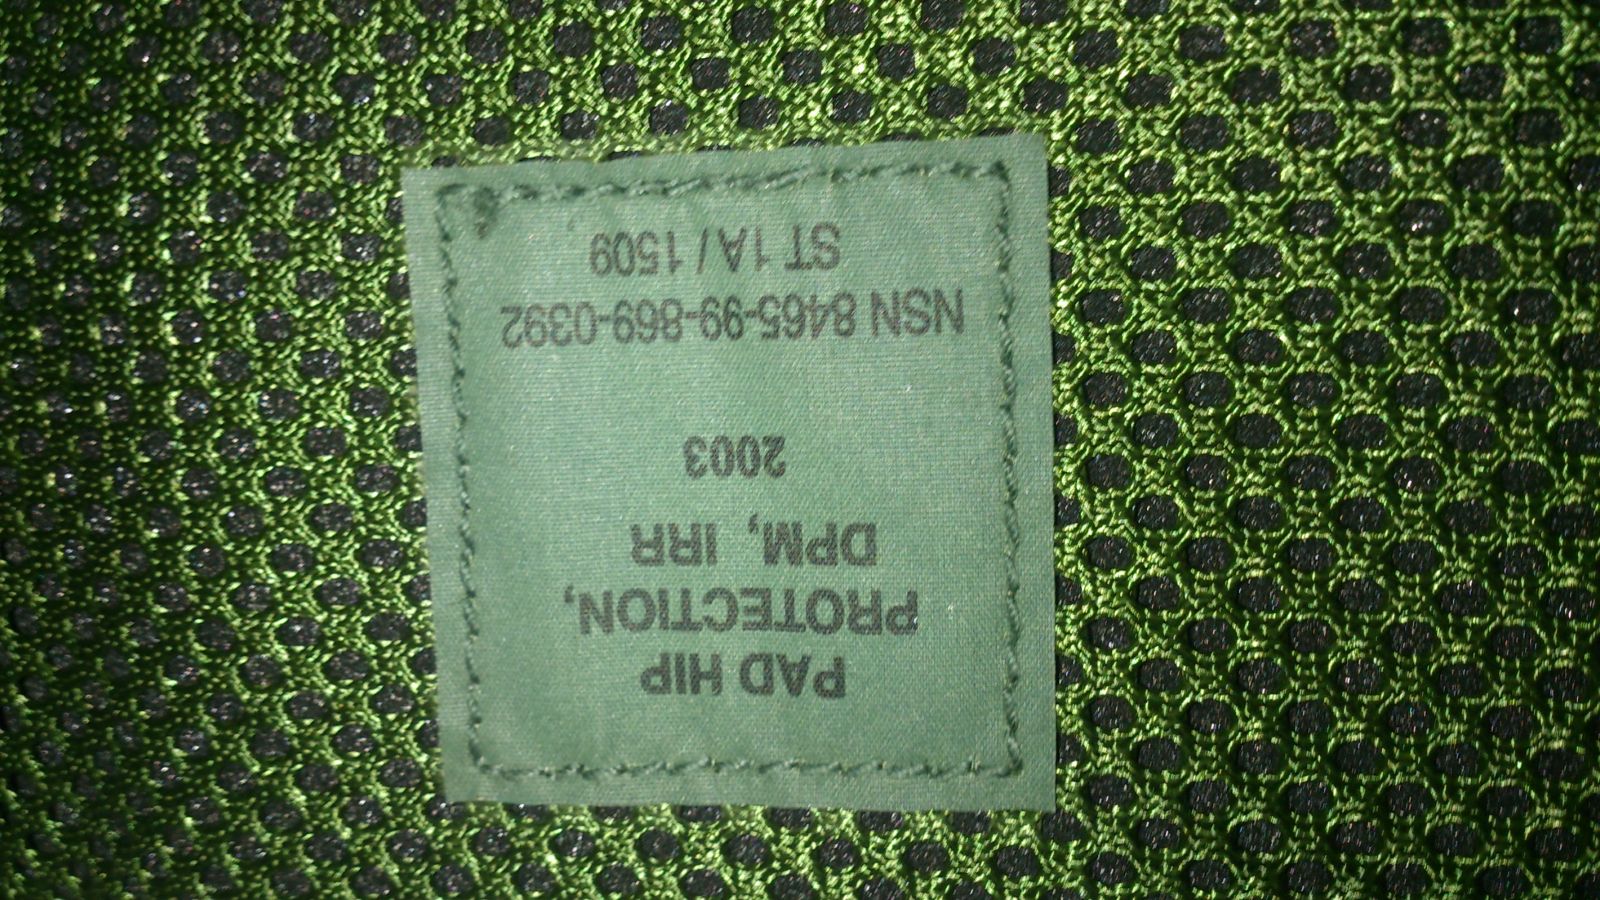 PAD HIP
PROTECTION,
DPM, IRR
2003
NSN 8465-99-869-0392
ST 1A / 1509